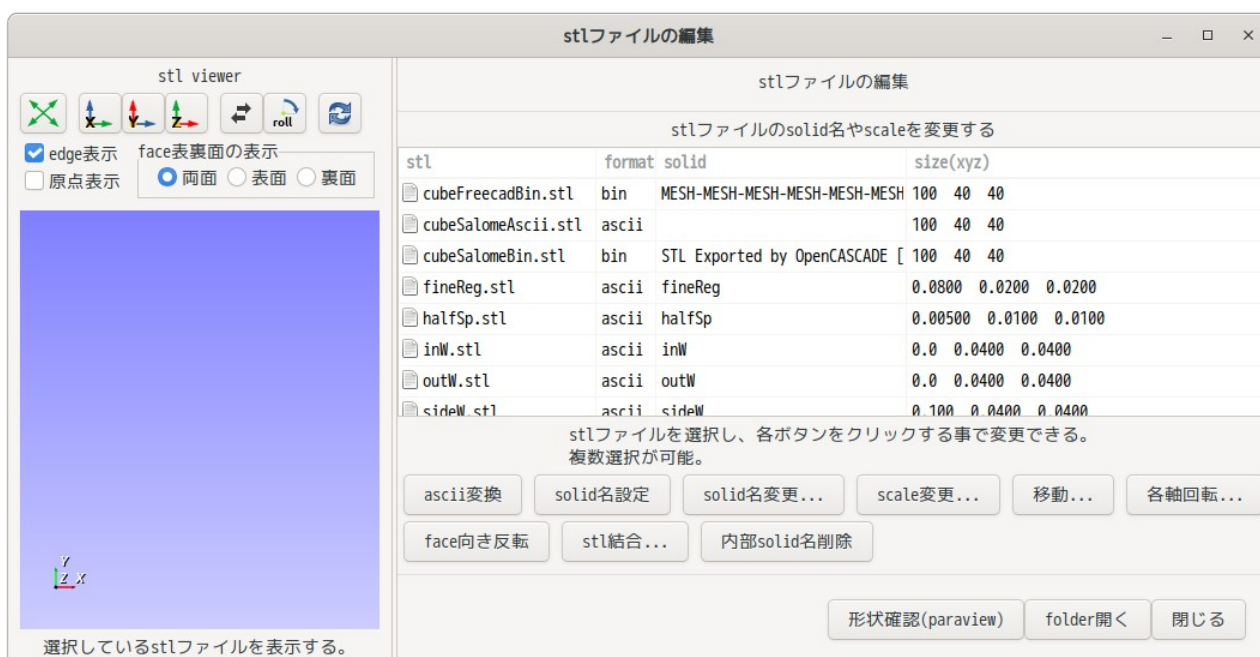 stlファイルの編集
stl viewer
X Y Z roll
edge表示
face表裏面の表示
原点表示
両面 表面 裏面
Y
Z X
選択しているstlファイルを表示する。
stlファイルの編集
stlファイルのsolid名やscaleを変更する
stl format solid size(xyz)
cubeFreecadBin.stl bin MESH-MESH-MESH-MESH-MESH-MESH 100 40 40
cubeSalomeAscii.stl ascii 100 40 40
cubeSalomeBin.stl bin STL Exported by OpenCASCADE [ 100 40 40
fineReg.stl ascii fineReg 0.0800 0.0200 0.0200
halfSp.stl ascii halfSp 0.00500 0.0100 0.0100
inW.stl ascii inW 0.0 0.0400 0.0400
outW.stl ascii outW 0.0 0.0400 0.0400
sideW.stl ascii sideW 0.100 0.0400 0.0400
stlファイルを選択し、各ボタンをクリックする事で変更できる。
複数選択が可能。
ascii変換 solid名設定 solid名変更... scale変更... 移動... 各軸回転...
face向き反転 stl結合... 内部solid名削除
形状確認(paraview) folder開く 閉じる